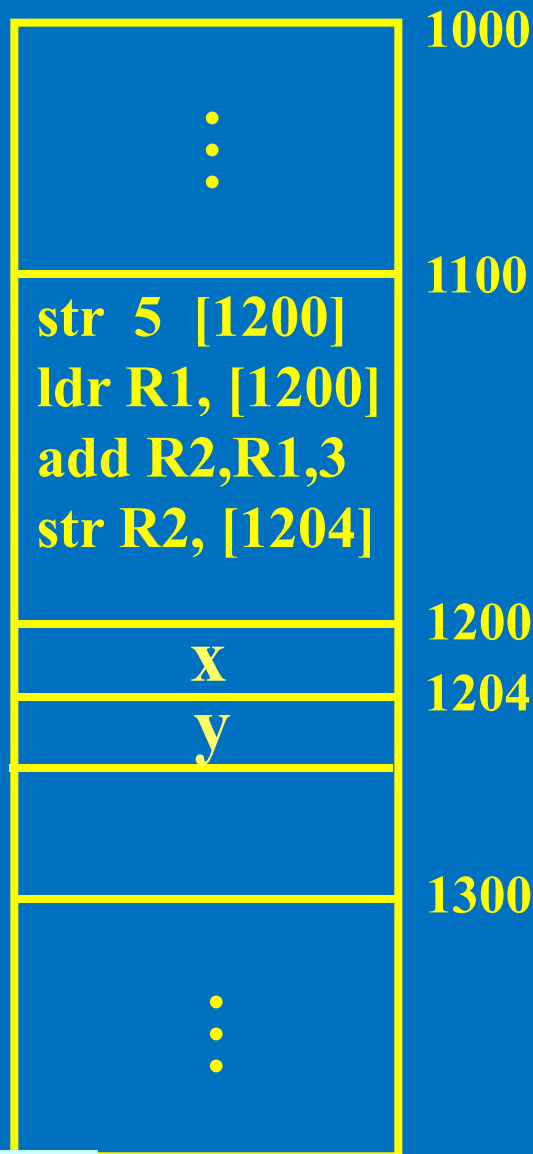 1000
1100
str 5 [1200]
ldr R1, [1200]
add R2,R1,3
str R2, [1204]
1200
x
1204
y
1300